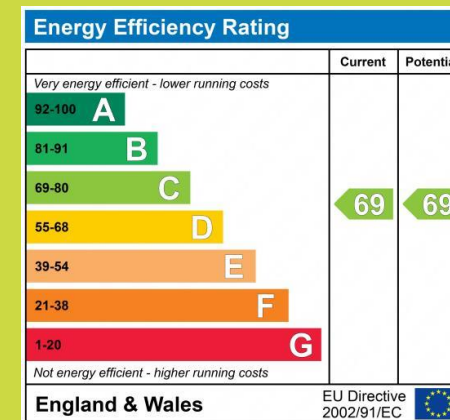 Energy Efficiency Rating
Current Potentia
Very energy efficient - lower running costs
92-100 A
81-91 B
69-80 C
69 69
55-68 D
39-54 E
21-38 F
1-20 G
Not energy efficient - higher running costs
England & Wales
EU Directive
2002/91/EC